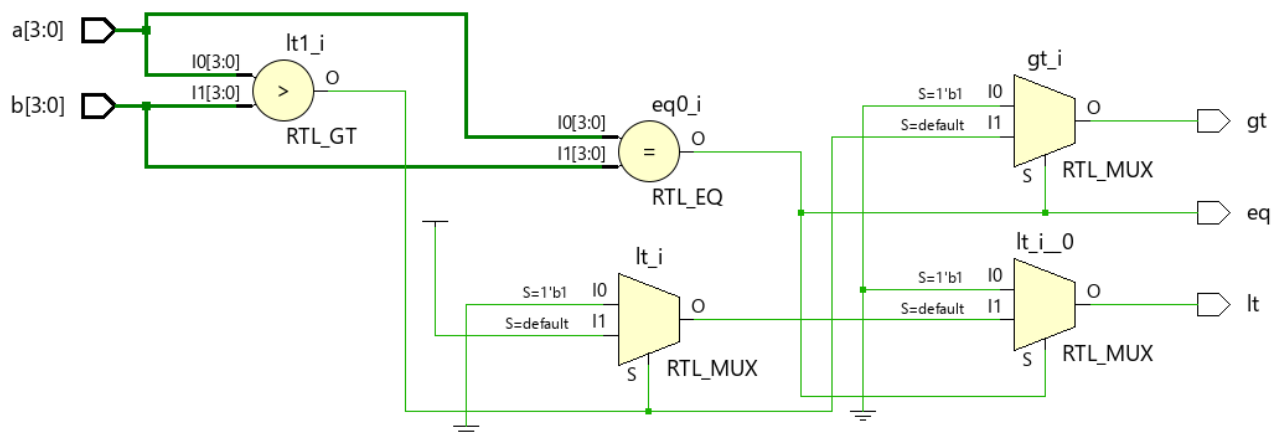 a[3:0]
b[3:0]
lt1_i
I0[3:0]
I1[3:0]
>
O
RTL_GT
eq0_i
I0[3:0]
I1[3:0]
=
O
RTL_EQ
gt_i
S=1'b1
I0
S=default
I1
O
S
RTL_MUX
gt
eq
lt_i
S=1'b1
I0
S=default
I1
O
S
RTL_MUX
lt_i__0
S=1'b1
I0
S=default
I1
O
S
RTL_MUX
lt